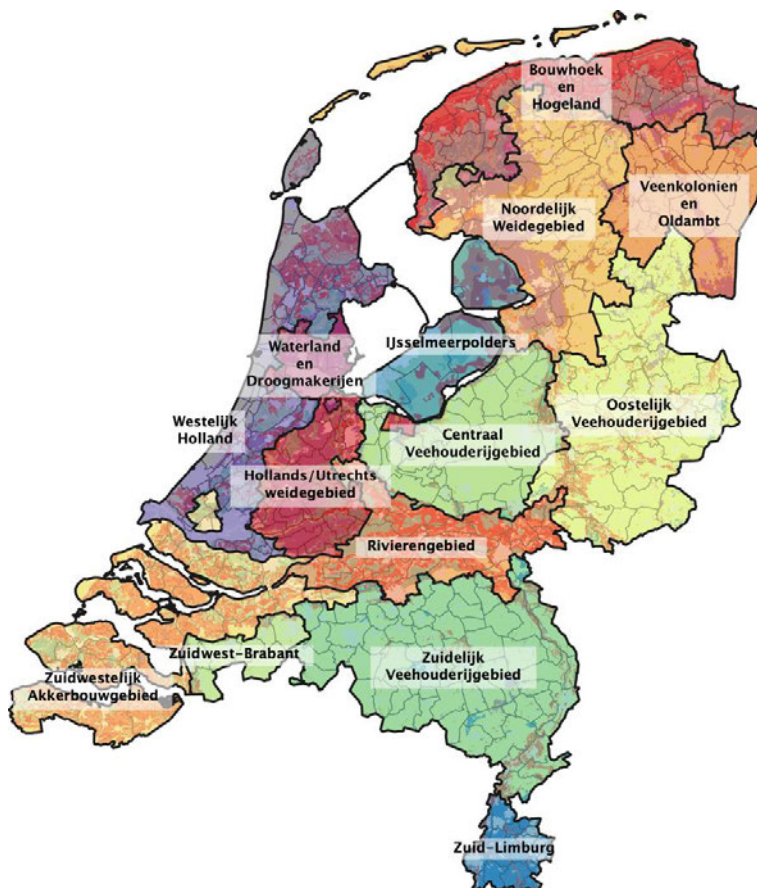 Bouwhoek
en
Hogeland
Veenkolonien
en
Oldambt
Noordelijk
Weidegebied
Waterland
en
Droogmakerijen
IJsselmeerpolders
Westelijk
Holland
Oostelijk
Veehouderijgebied
Centraal
Veehouderijgebied
Hollands/Utrechts
weidegebied
Rivierengebied
Zuidwest-Brabant
Zuidelijk
Veehouderijgebied
Zuidwestelijk
Akkerbouwgebied
Zuid-Limburg